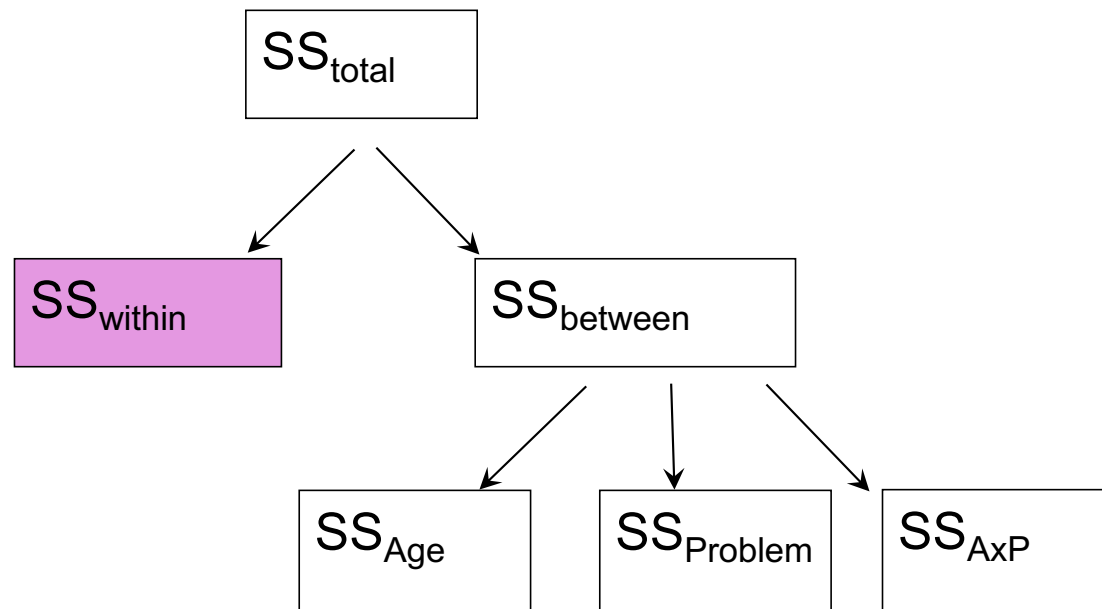 SStotal
SSwithin
SSbetween
SSAge
SSProblem
SSAxP